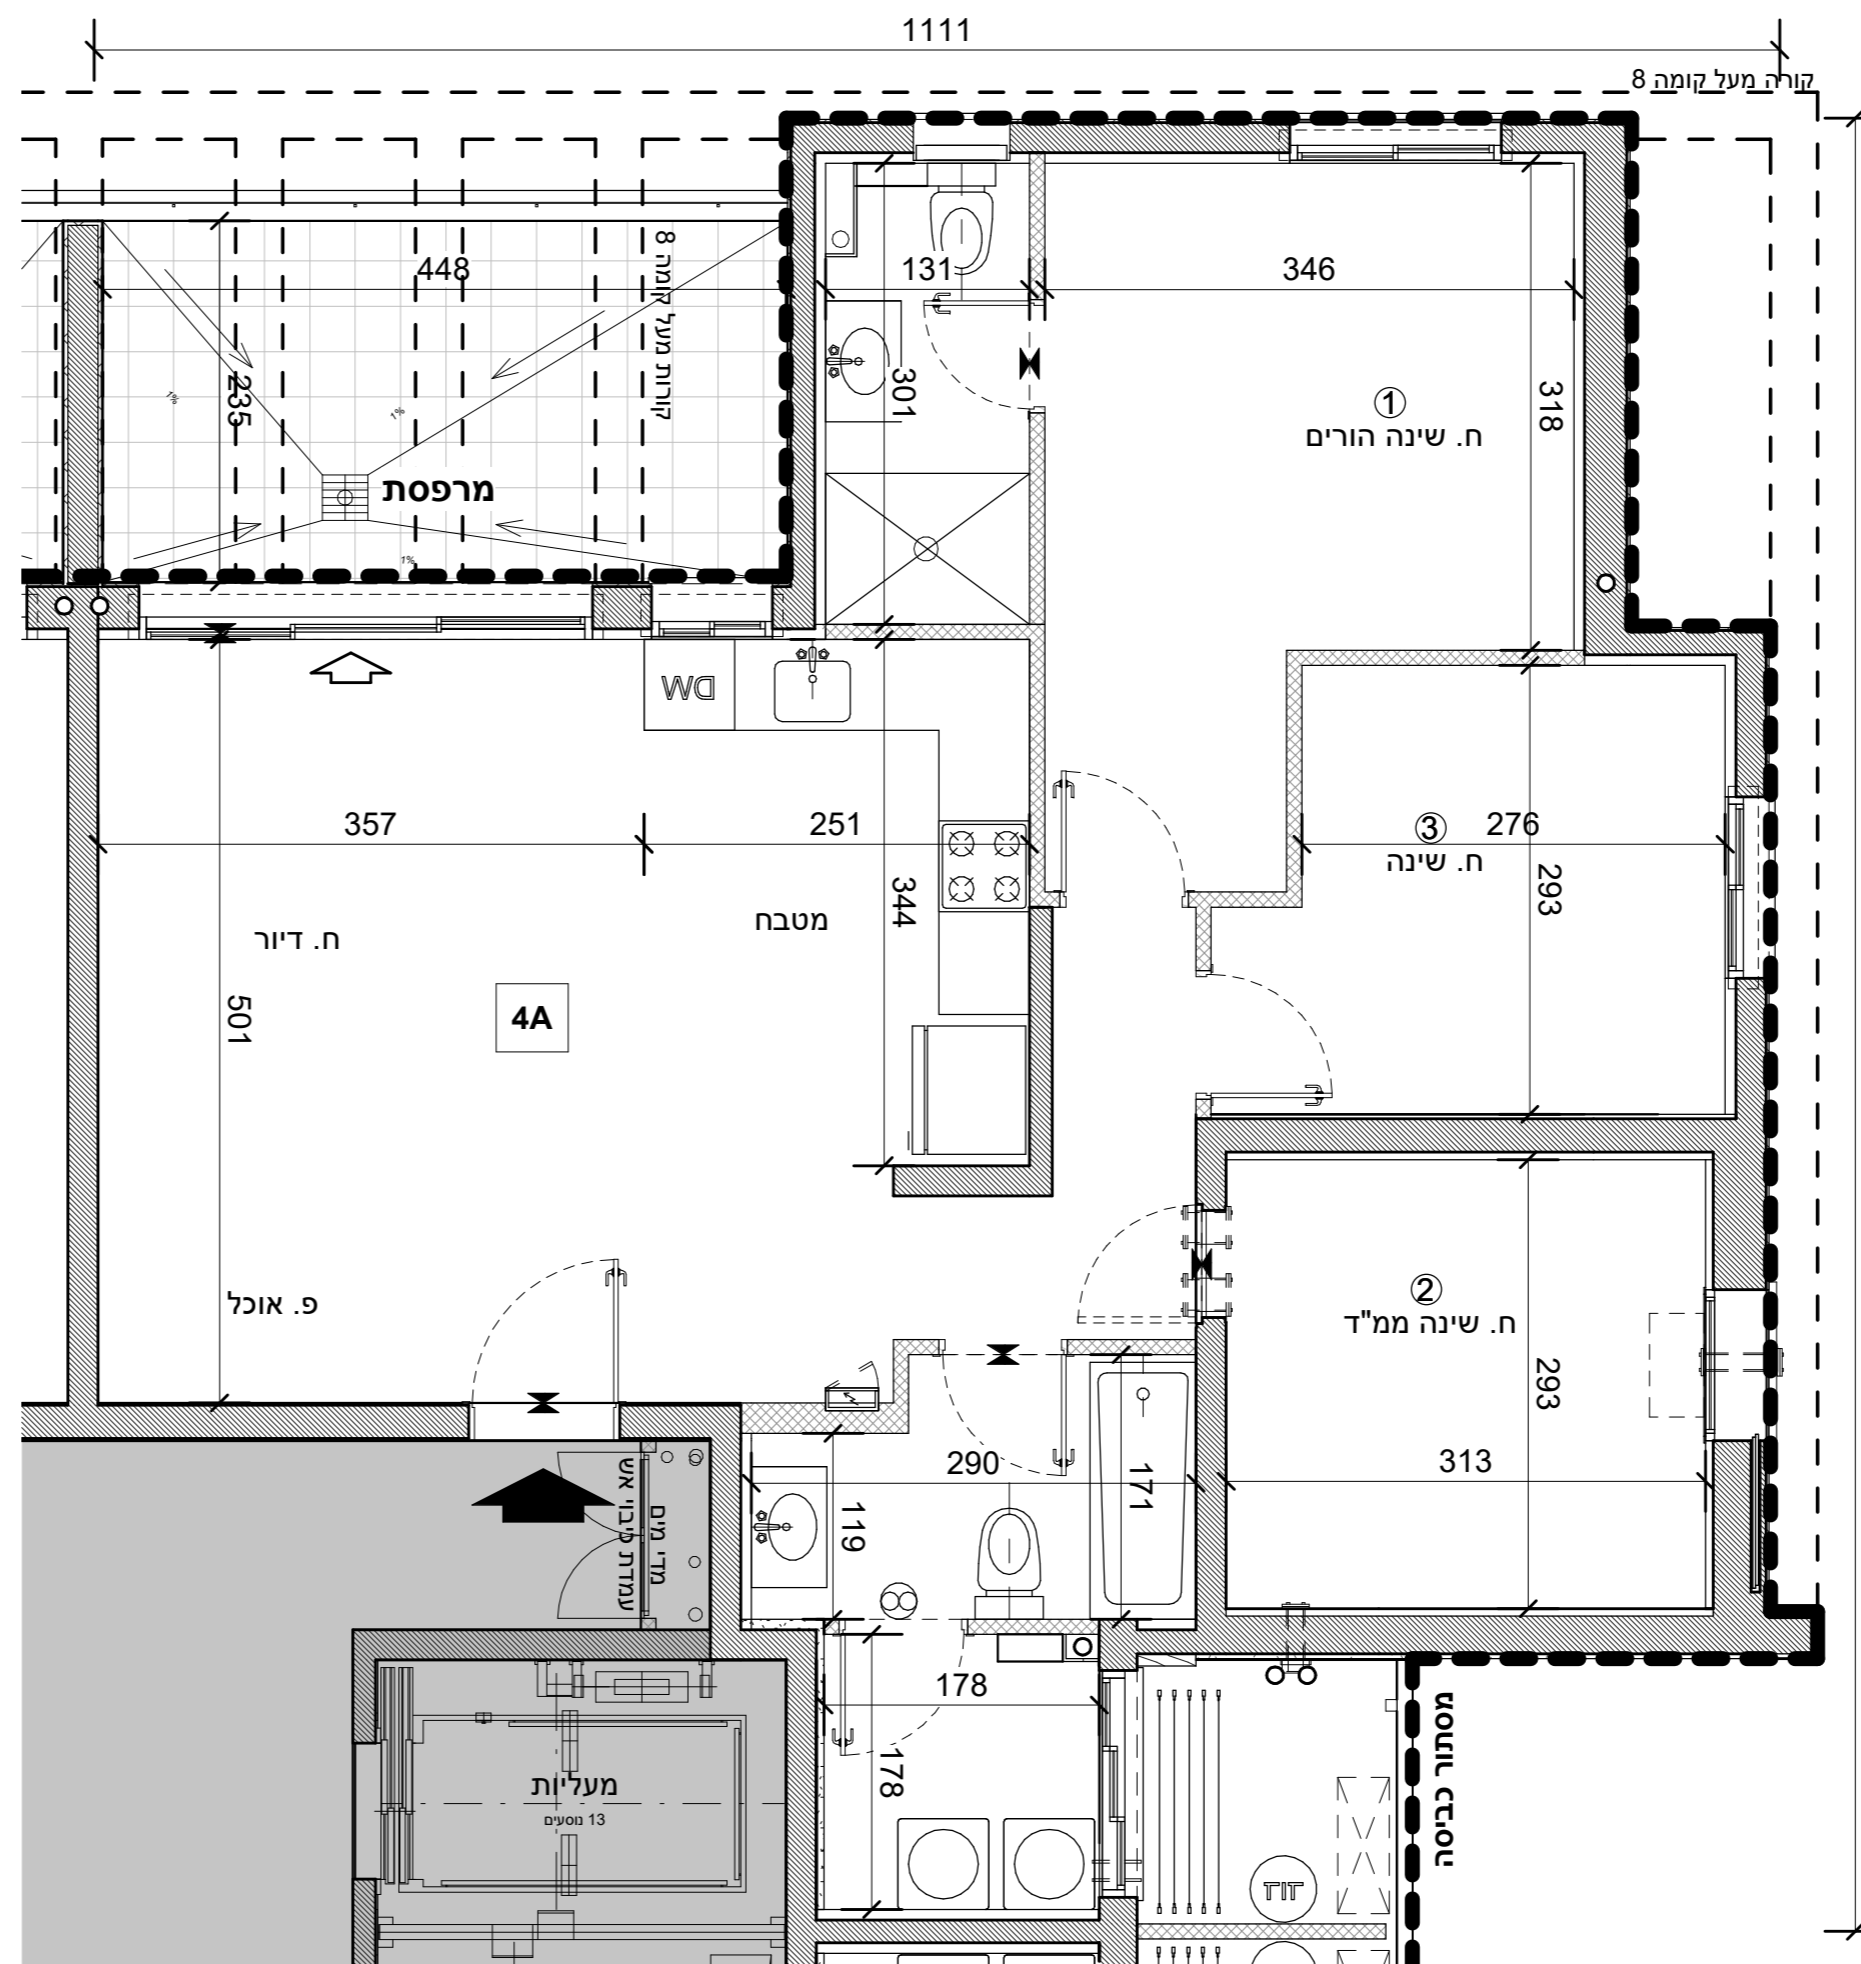 1111
קורה מעל קומה 8
448
131
346
קורות מעל קומה 8
235
301
318
1%
1%
1%
①
ח. שינה הורים
מרפסת
DW
357
251
③
276
ח. שינה
344
293
מטבח
ח. דיור
4A
501
פ. אוכל
②
ח. שינה ממ"ד
293
313
290
171
119
מדי מים
עמדת כיבוי אש
178
178
מעליות
13 נוסעים
מסתור כביסה